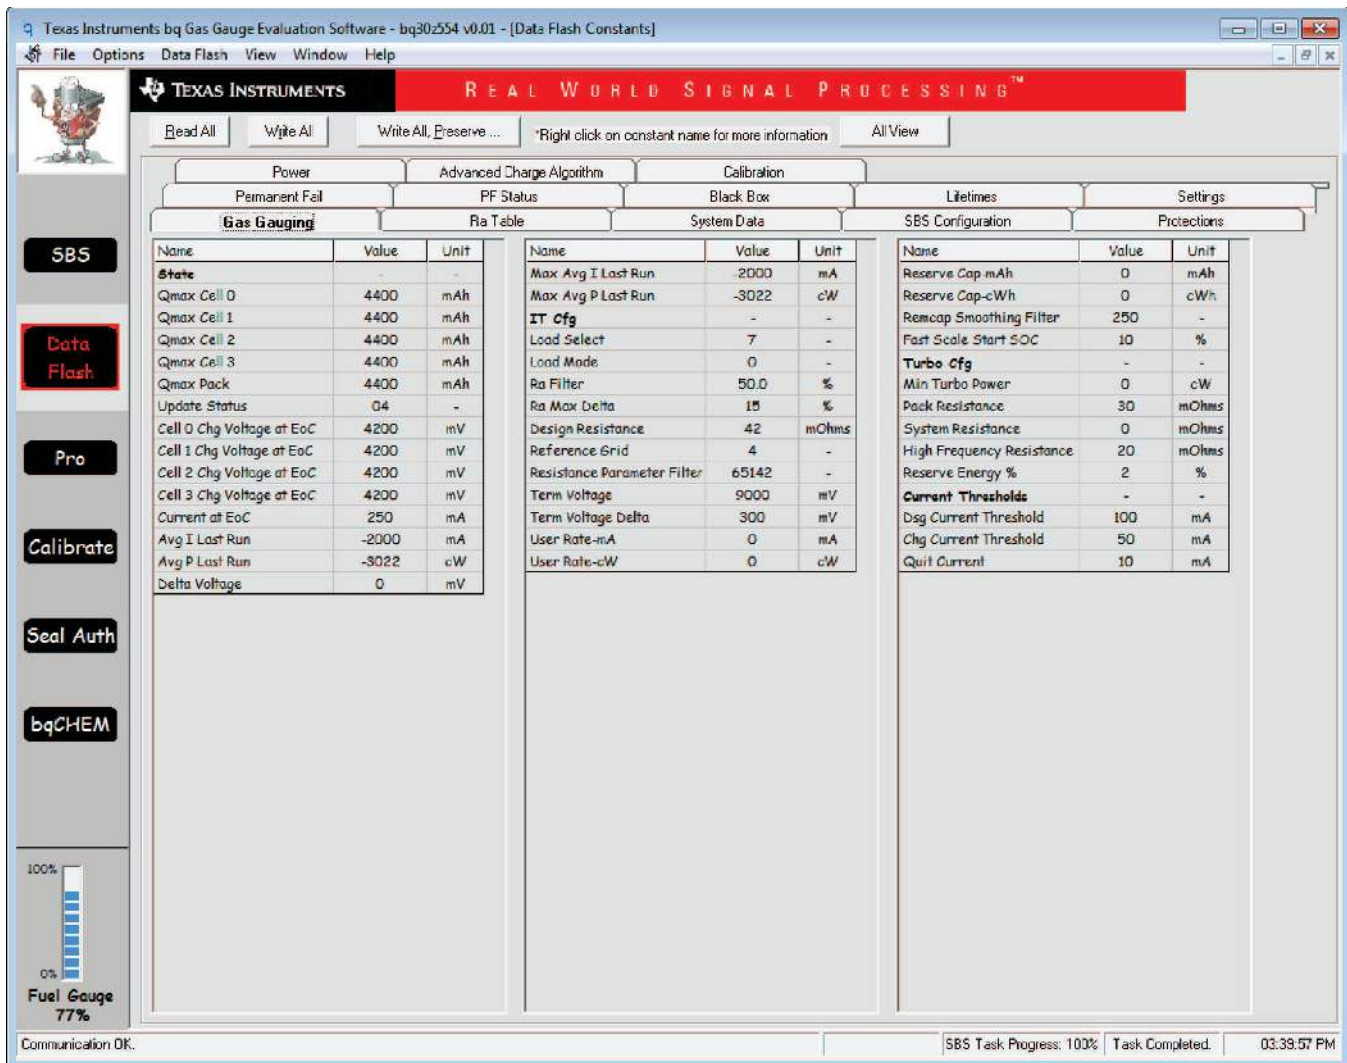 Texas Instruments bq Gas Gauge Evaluation Software - bq30z554 v0.01 - [Data Flash Constants]
File Options Data Flash View Window Help
TEXAS INSTRUMENTS REAL WORLD SIGNAL PROCESSING™
Read All Write All Write All, Preserve ... *Right click on constant name for more information All View
Power Advanced Charge Algorithm Calibration
Permanent Fail PF Status Black Box Lifetimes Settings
Gas Gauging Ra Table System Data SBS Configuration Protections
SBS
Data Flash
Pro
Calibrate
Seal Auth
bqCHEM
100%
0%
Fuel Gauge
77%
Name Value Unit
State - -
Qmax Cell 0 4400 mAh
Qmax Cell 1 4400 mAh
Qmax Cell 2 4400 mAh
Qmax Cell 3 4400 mAh
Qmax Pack 4400 mAh
Update Status 04 -
Cell 0 Chg Voltage at EoC 4200 mV
Cell 1 Chg Voltage at EoC 4200 mV
Cell 2 Chg Voltage at EoC 4200 mV
Cell 3 Chg Voltage at EoC 4200 mV
Current at EoC 250 mA
Avg I Last Run -2000 mA
Avg P Last Run -3022 cW
Delta Voltage 0 mV
Name Value Unit
Max Avg I Last Run -2000 mA
Max Avg P Last Run -3022 cW
IT Cfg - -
Load Select 7 -
Load Mode 0 -
Ra Filter 50.0 %
Ra Max Delta 15 %
Design Resistance 42 mOhms
Reference Grid 4 -
Resistance Parameter Filter 65142 -
Term Voltage 9000 mV
Term Voltage Delta 300 mV
User Rate-mA 0 mA
User Rate-cW 0 cW
Name Value Unit
Reserve Cap-mAh 0 mAh
Reserve Cap-cWh 0 cWh
Remcap Smoothing Filter 250 -
Fast Scale Start SOC 10 %
Turbo Cfg - -
Min Turbo Power 0 cW
Pack Resistance 30 mOhms
System Resistance 0 mOhms
High Frequency Resistance 20 mOhms
Reserve Energy % 2 %
Current Thresholds - -
Dsg Current Threshold 100 mA
Chg Current Threshold 50 mA
Quit Current 10 mA
Communication OK. SBS Task Progress: 100% Task Completed. 03:39:57 PM